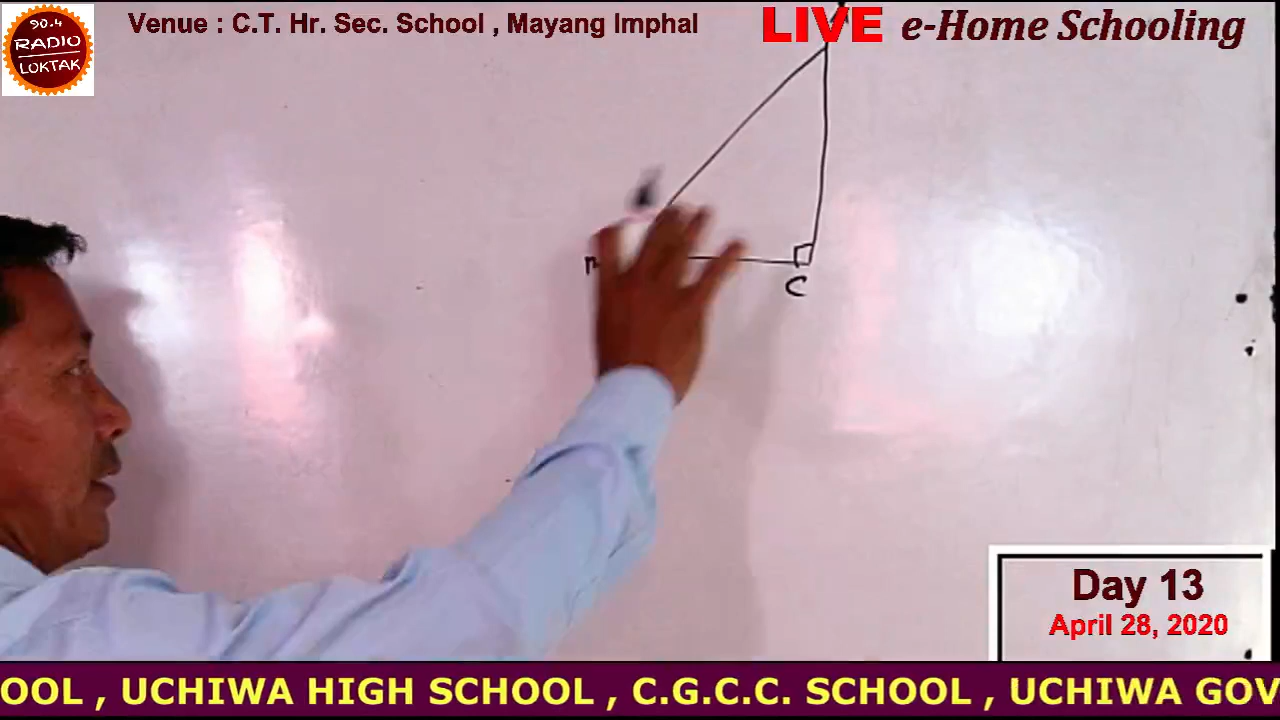 90.4
RADIO
LOKTAK
Venue : C.T. Hr. Sec. School , Mayang Imphal
LIVE e-Home Schooling
C
Day 13
April 28, 2020
OOL , UCHIWA HIGH SCHOOL , C.G.C.C. SCHOOL , UCHIWA GOV